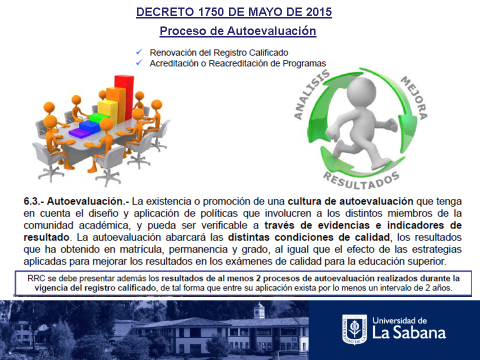 DECRETO 1750 DE MAYO DE 2015
Proceso de Autoevaluación
Renovación del Registro Calificado
Acreditación o Reacreditación de Programas
ANALISIS
MEJORA
RESULTADOS
6.3.- Autoevaluación.- La existencia o promoción de una cultura de autoevaluación que tenga
en cuenta el diseño y aplicación de políticas que involucren a los distintos miembros de la
comunidad académica, y pueda ser verificable a través de evidencias e indicadores de
resultado. La autoevaluación abarcará las distintas condiciones de calidad, los resultados
que ha obtenido en matrícula, permanencia y grado, al igual que el efecto de las estrategias
aplicadas para mejorar los resultados en los exámenes de calidad para la educación superior.
RRC se debe presentar además los resultados de al menos 2 procesos de autoevaluación realizados durante la
vigencia del registro calificado, de tal forma que entre su aplicación exista por lo menos un intervalo de 2 años.
Universidad de
La Sabana